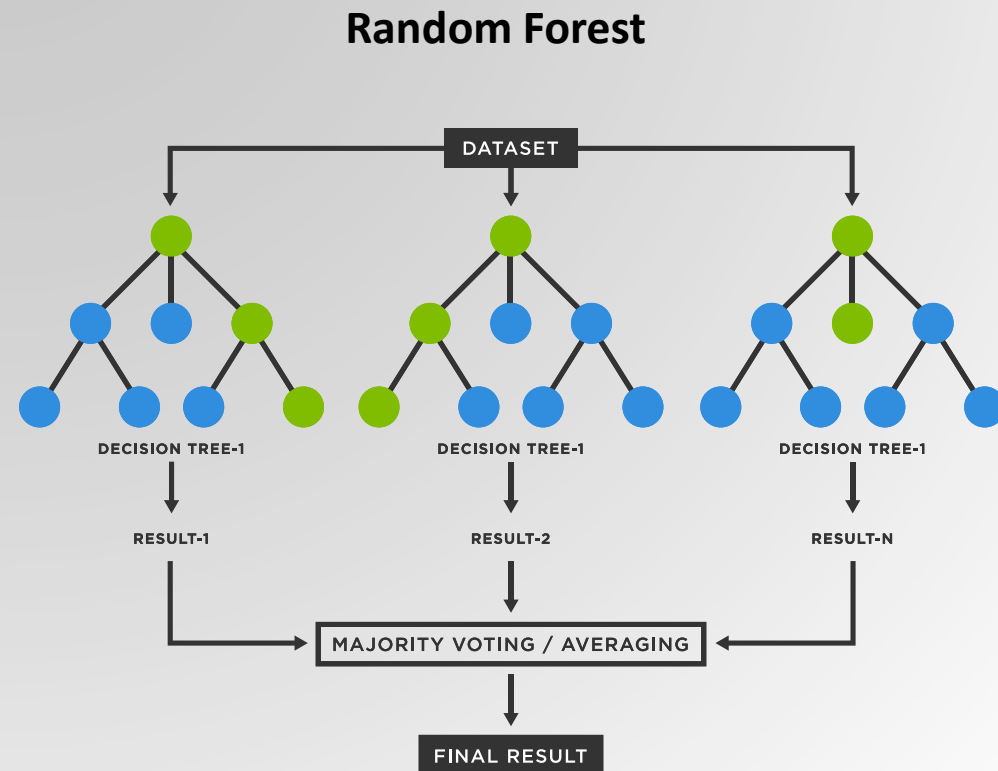 Random Forest
DATASET
DECISION TREE-1
DECISION TREE-1
DECISION TREE-1
RESULT-1
RESULT-2
RESULT-N
MAJORITY VOTING / AVERAGING
FINAL RESULT